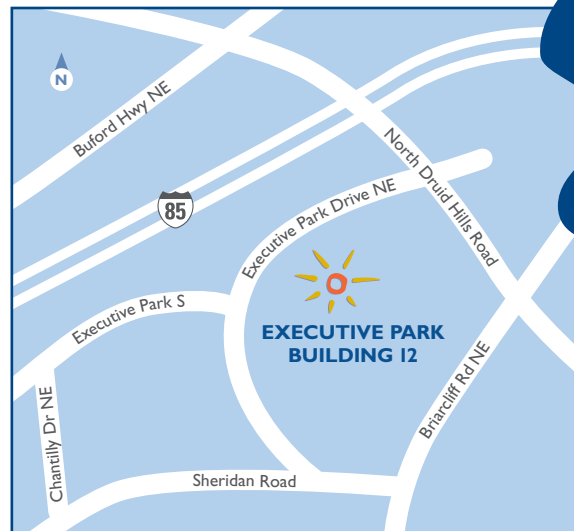 N
Buford Hwy NE
North Druid Hills Road
85
Executive Park Drive NE
Executive Park S
EXECUTIVE PARK
BUILDING 12
Briarcliff Rd NE
Chantilly Dr NE
Sheridan Road